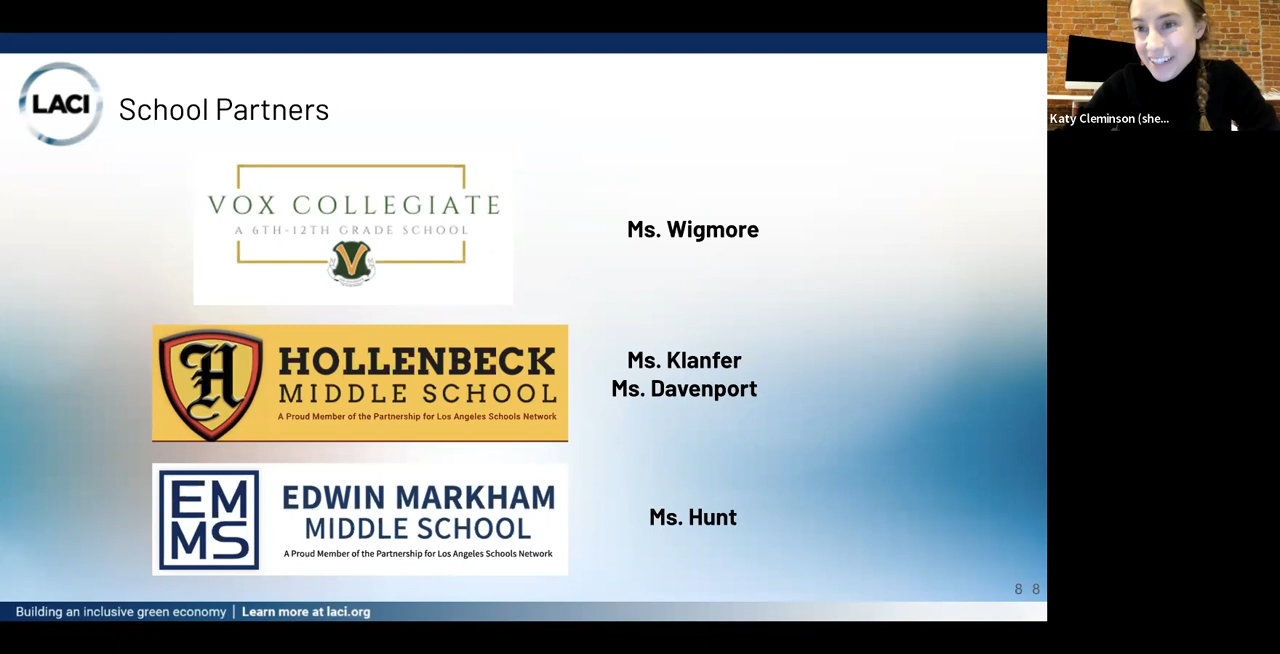 LACI
School Partners
VOX COLLEGIATE
A 6TH-12TH GRADE SCHOOL
V
Ms. Wigmore
H
HOLLENBECK
MIDDLE SCHOOL
A Proud Member of the Partnership for Los Angeles Schools Network
Ms. Klanfer
Ms. Davenport
EM
MS
EDWIN MARKHAM
MIDDLE SCHOOL
A Proud Member of the Partnership for Los Angeles Schools Network
Ms. Hunt
8 8
Building an inclusive green economy | Learn more at laci.org
Katy Cleminson (she...